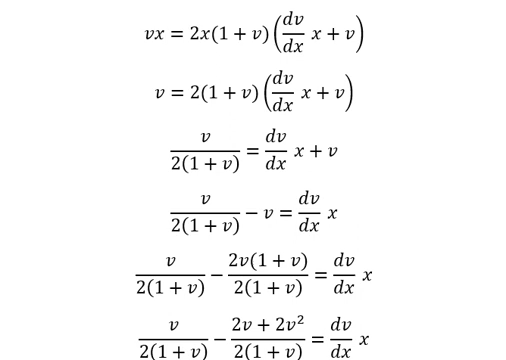 vx = 2x(1 + v)(dv/dx x + v)
v = 2(1 + v)(dv/dx x + v)
v/2(1 + v) = dv/dx x + v
v/2(1 + v) − v = dv/dx x
v/2(1 + v) − 2v(1 + v)/2(1 + v) = dv/dx x
v/2(1 + v) − 2v + 2v²/2(1 + v) = dv/dx x